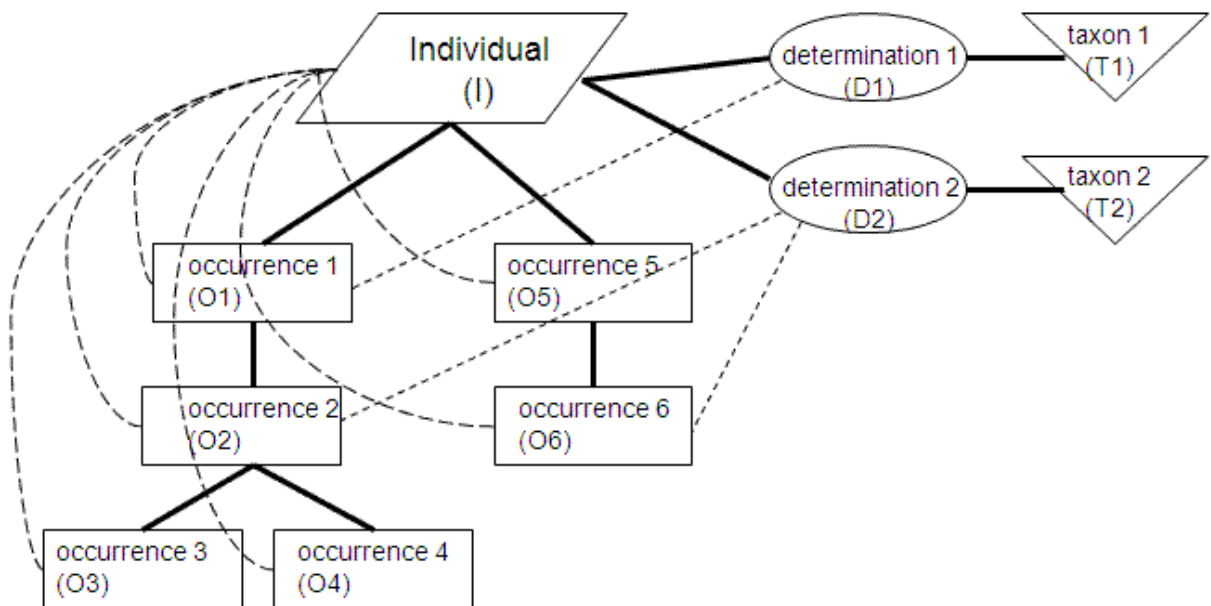 Individual
(I)
determination 1
(D1)
taxon 1
(T1)
determination 2
(D2)
taxon 2
(T2)
occurrence 1
(O1)
occurrence 5
(O5)
occurrence 2
(O2)
occurrence 6
(O6)
occurrence 3
(O3)
occurrence 4
(O4)